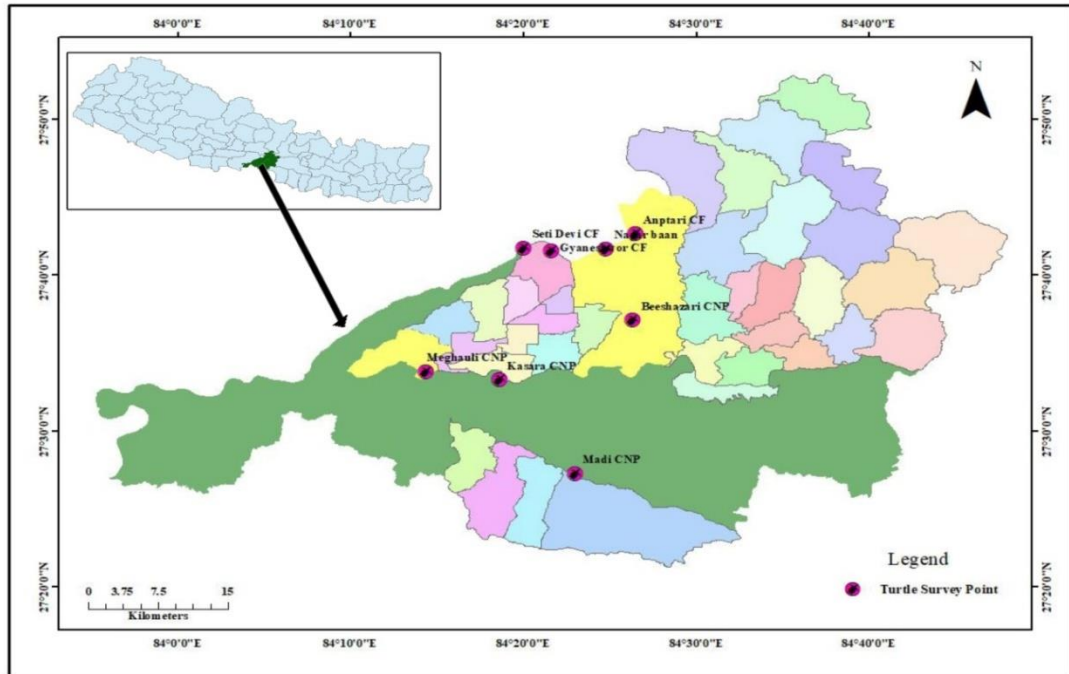 84°0'0"N 84°10'0"N 84°20'0"N 84°30'0"N 84°40'0"N
N
27°50'0"N 27°50'0"N
Anptari CF
Seti Devi CF
Gyaneshwor CF
27°40'0"N 27°40'0"N
Beeshazari CNP
Meghauli CNP
Kasara CNP
27°30'0"N 27°30'0"N
Madi CNP
Legend
Turtle Survey Point
0 3.75 7.5 15
Kilometers
27°20'0"N 27°20'0"N
84°0'0"N 84°10'0"N 84°20'0"N 84°30'0"N 84°40'0"N